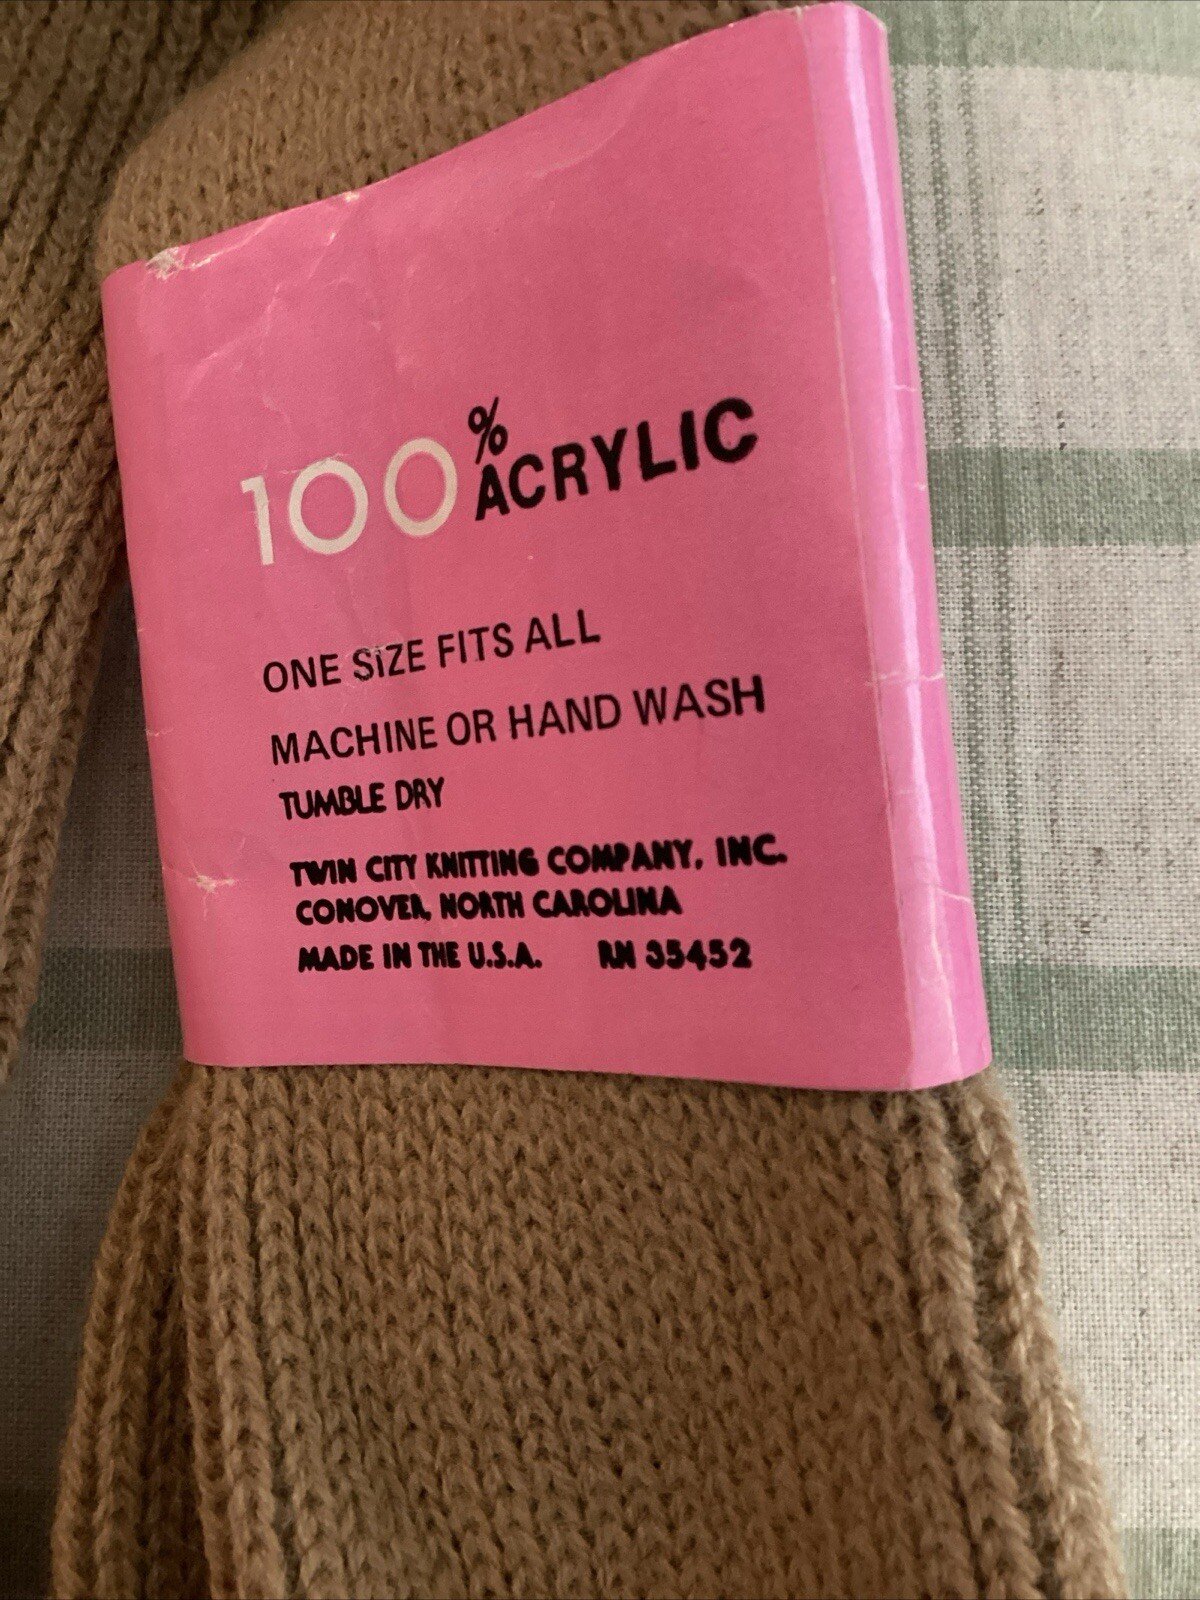 100% ACRYLIC
ONE SIZE FITS ALL
MACHINE OR HAND WASH
TUMBLE DRY
TWIN CITY KNITTING COMPANY, INC.
CONOVER, NORTH CAROLINA
MADE IN THE U.S.A. RN 35452